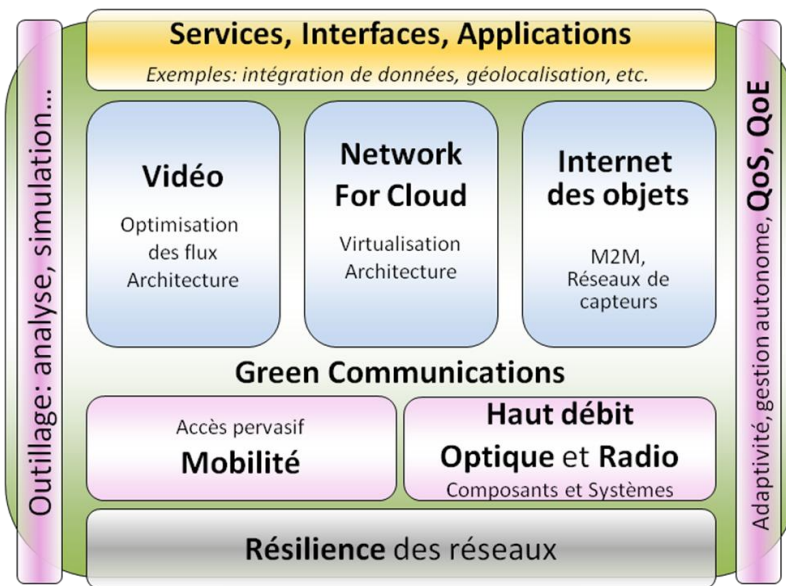 Services, Interfaces, Applications
Exemples: intégration de données, géolocalisation, etc.
Outillage: analyse, simulation...
Vidéo
Optimisation
des flux
Architecture
Network
For Cloud
Virtualisation
Architecture
Internet
des objets
M2M,
Réseaux de
capteurs
Adaptivité, gestion autonome, QoS, QoE
Green Communications
Accès pervasif
Mobilité
Haut débit
Optique et Radio
Composants et Systèmes
Résilience des réseaux